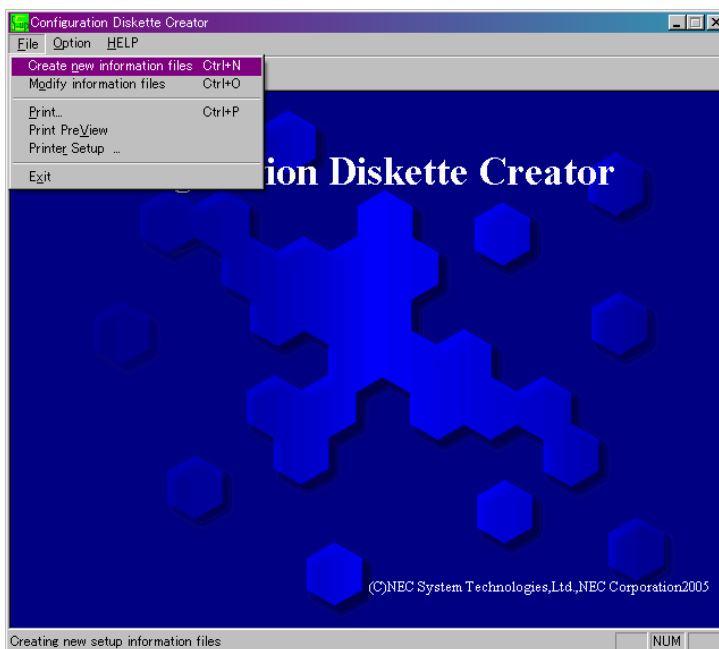 Configuration Diskette Creator
File Option HELP
Create new information files Ctrl+N
Modify information files Ctrl+O
Print... Ctrl+P
Print PreView
Printer Setup ...
Exit
ion Diskette Creator
(C)NEC System Technologies,Ltd.,NEC Corporation2005
Creating new setup information files NUM